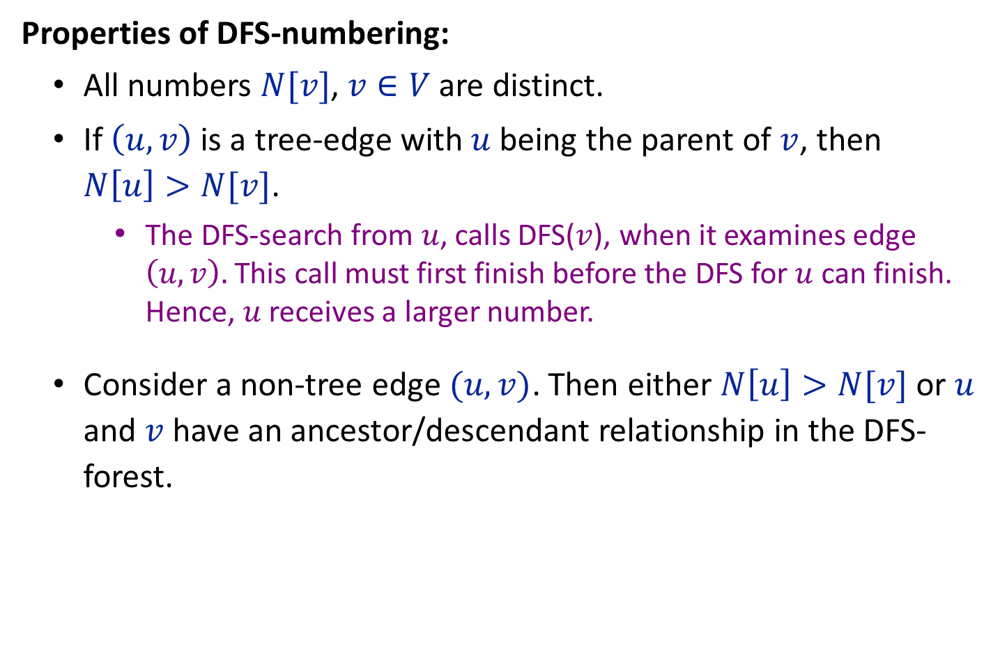 Properties of DFS-numbering:
• All numbers N[v], v ∈ V are distinct.
• If (u, v) is a tree-edge with u being the parent of v, then
N[u] > N[v].
• The DFS-search from u, calls DFS(v), when it examines edge
(u, v). This call must first finish before the DFS for u can finish.
Hence, u receives a larger number.
• Consider a non-tree edge (u, v). Then either N[u] > N[v] or u
and v have an ancestor/descendant relationship in the DFS-
forest.